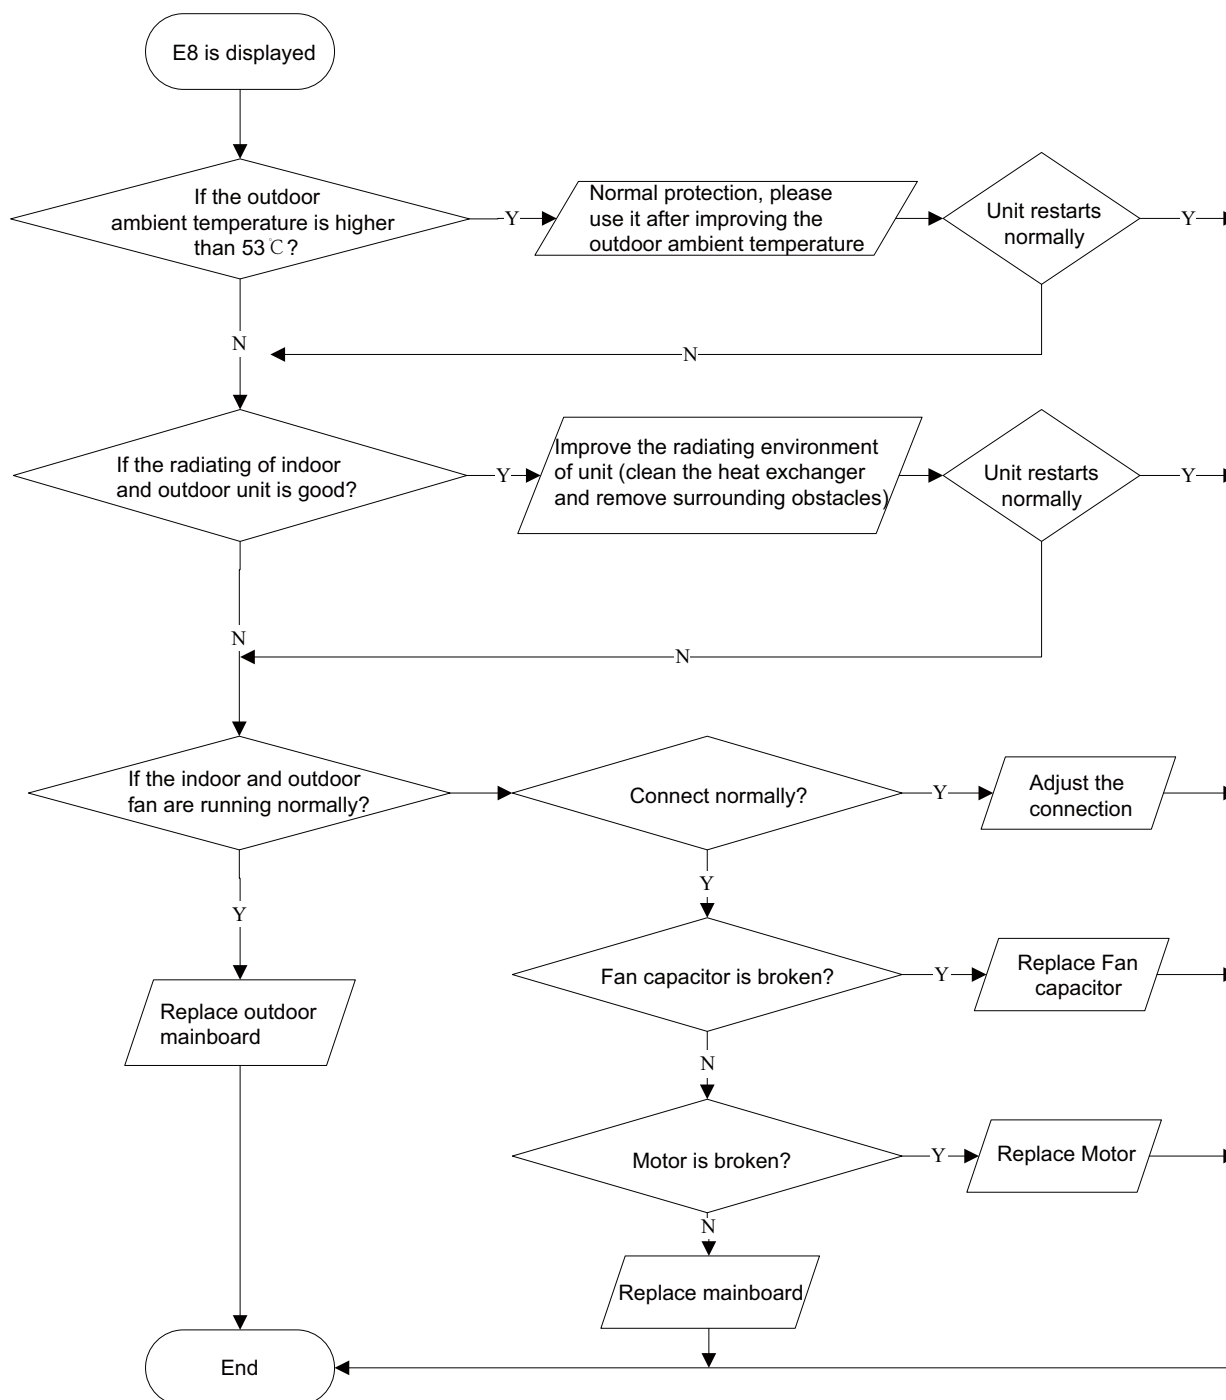 E8 is displayed
If the outdoor
ambient temperature is higher
than 53℃?
Y
Normal protection, please
use it after improving the
outdoor ambient temperature
Unit restarts
normally
Y
N
N
If the radiating of indoor
and outdoor unit is good?
Y
Improve the radiating environment
of unit (clean the heat exchanger
and remove surrounding obstacles)
Unit restarts
normally
Y
N
N
If the indoor and outdoor
fan are running normally?
Connect normally?
Y
Adjust the
connection
Y
Y
Fan capacitor is broken?
Y
Replace Fan
capacitor
Replace outdoor
mainboard
N
Motor is broken?
Y
Replace Motor
N
Replace mainboard
End